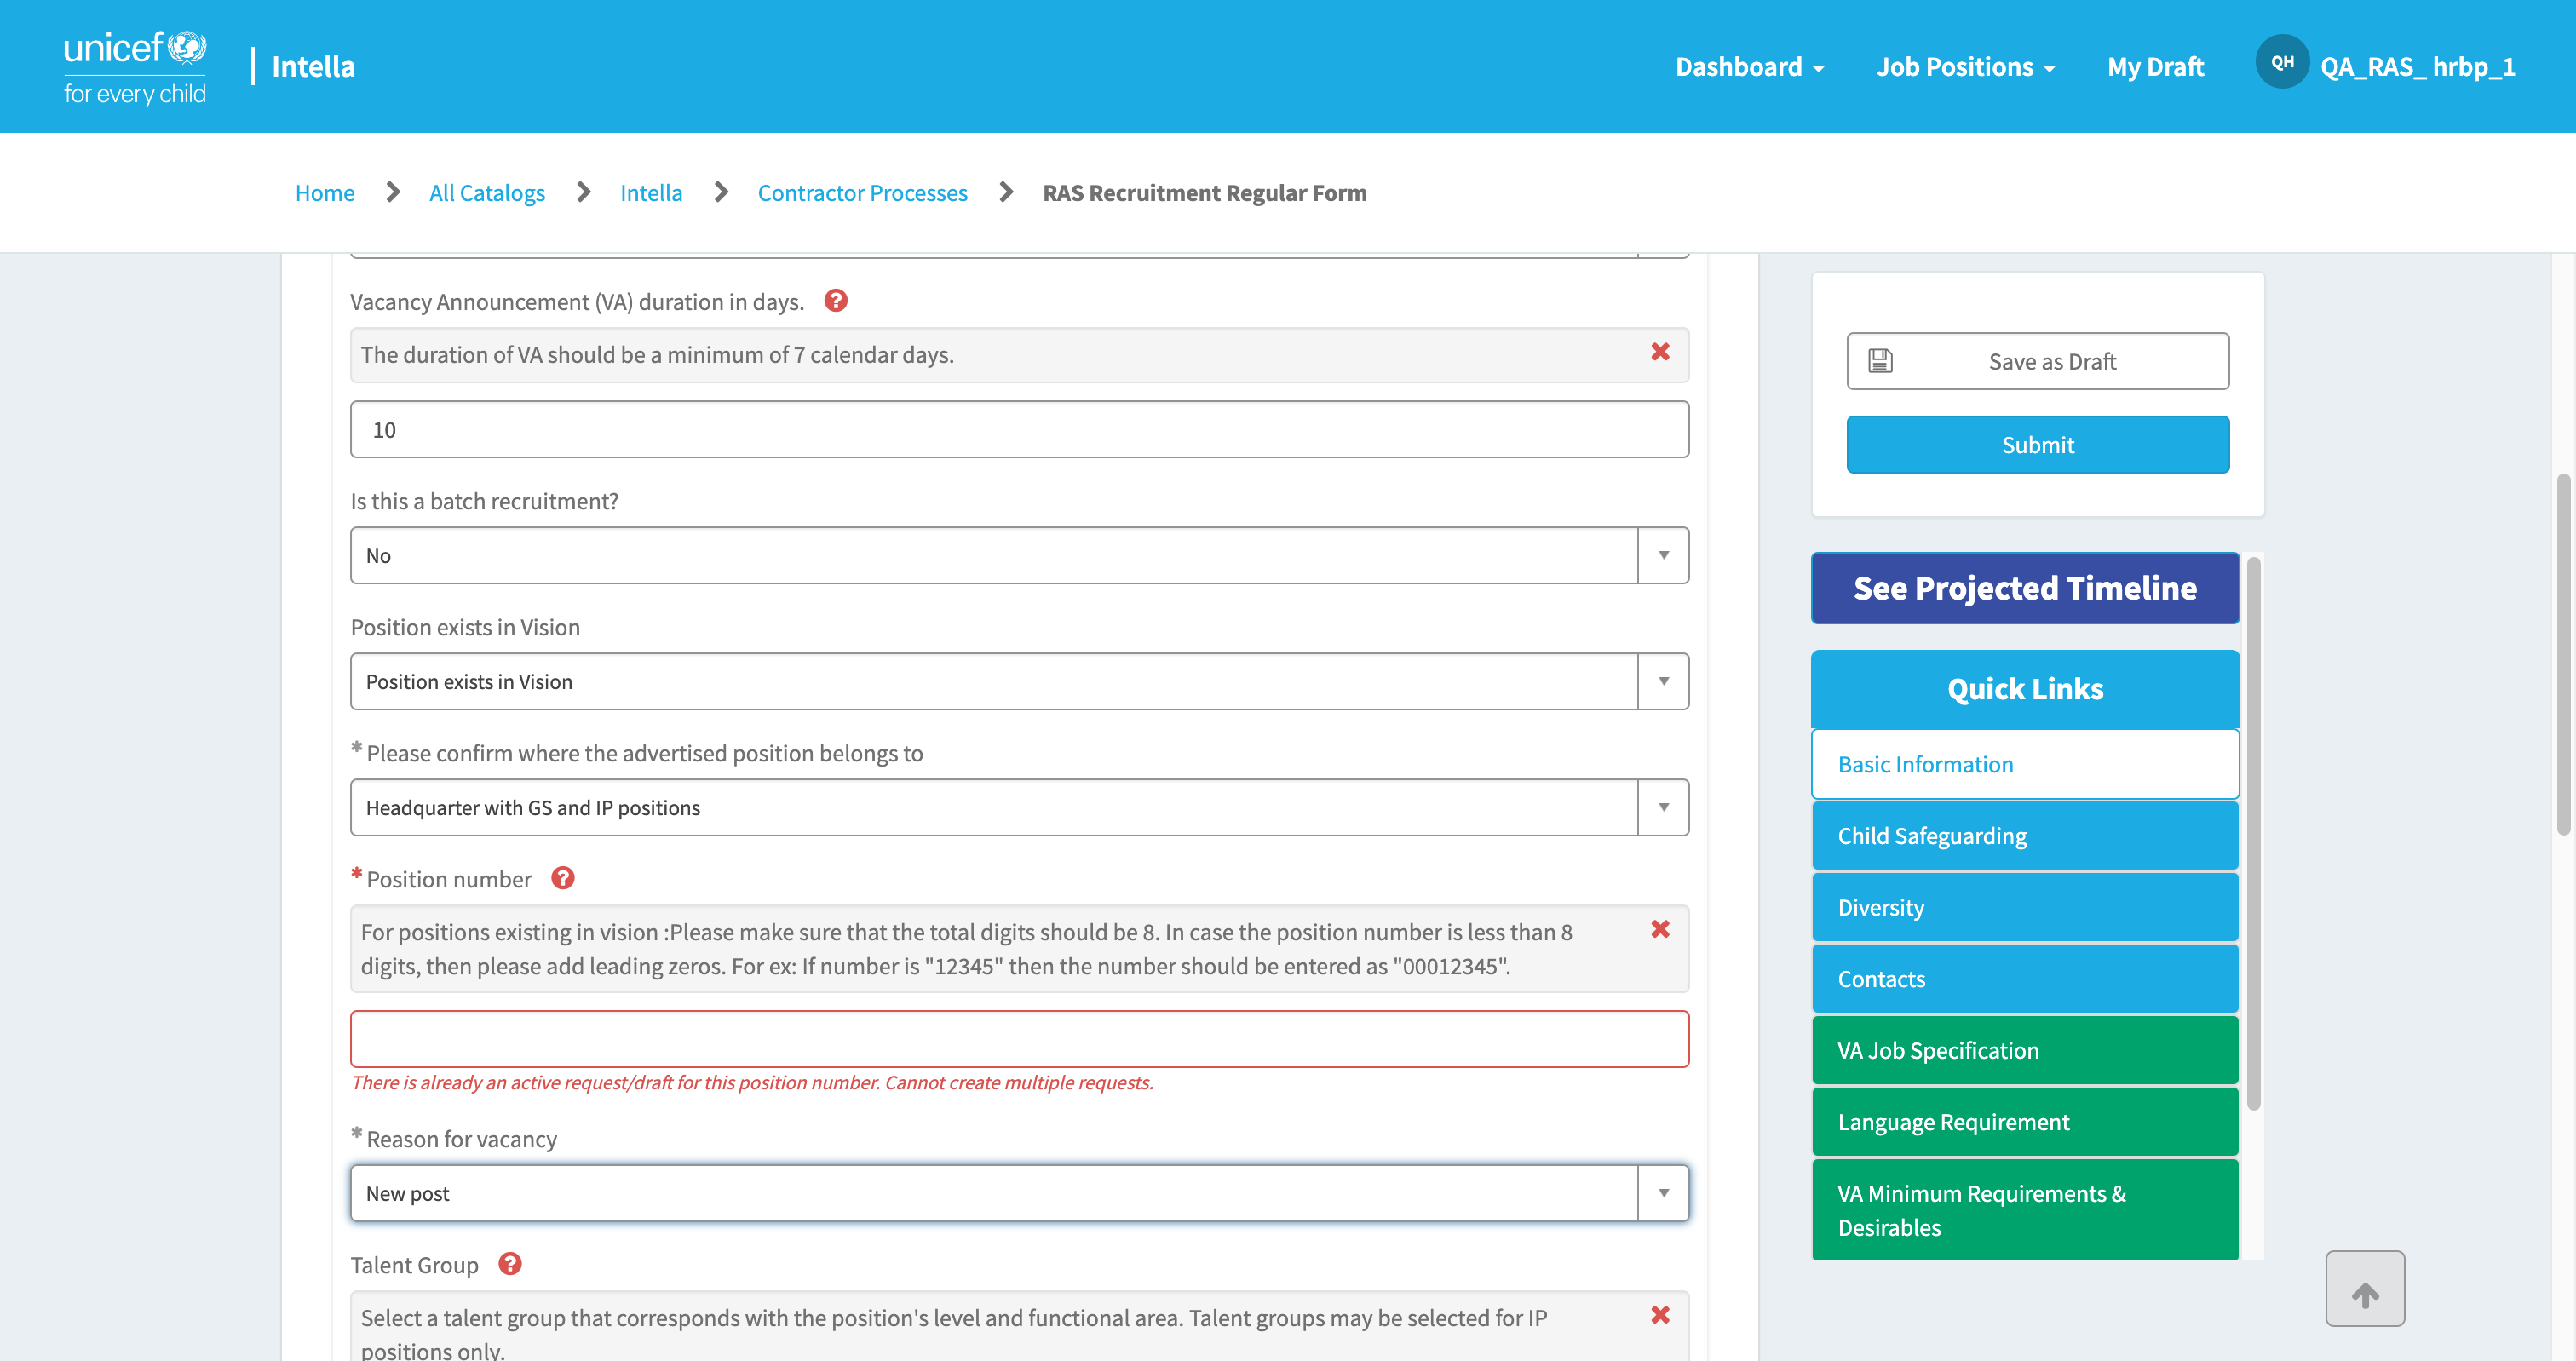 unicef
for every child
Intella
Dashboard
Job Positions
My Draft
QH
QA_RAS_ hrbp_1
Home
All Catalogs
Intella
Contractor Processes
RAS Recruitment Regular Form
Vacancy Announcement (VA) duration in days.
The duration of VA should be a minimum of 7 calendar days.
10
Is this a batch recruitment?
No
Position exists in Vision
Position exists in Vision
* Please confirm where the advertised position belongs to
Headquarter with GS and IP positions
* Position number
For positions existing in vision :Please make sure that the total digits should be 8. In case the position number is less than 8
digits, then please add leading zeros. For ex: If number is "12345" then the number should be entered as "00012345".
There is already an active request/draft for this position number. Cannot create multiple requests.
* Reason for vacancy
New post
Talent Group
Select a talent group that corresponds with the position's level and functional area. Talent groups may be selected for IP
positions only.
Save as Draft
Submit
See Projected Timeline
Quick Links
Basic Information
Child Safeguarding
Diversity
Contacts
VA Job Specification
Language Requirement
VA Minimum Requirements &
Desirables